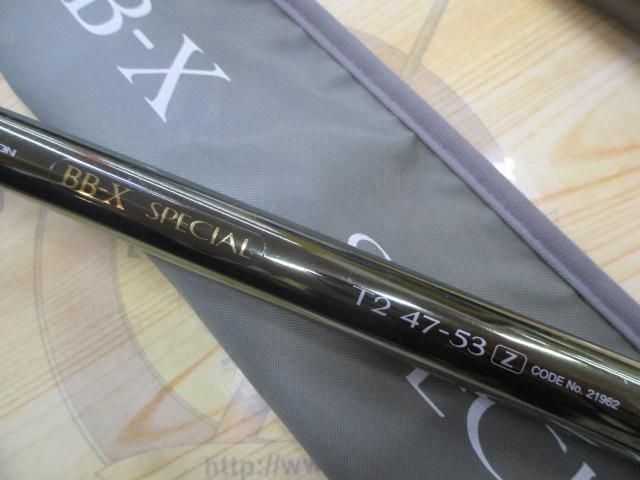 B-X
BB-X SPECIAL
T2 47-53 Z CODE No. 21962
http://ww